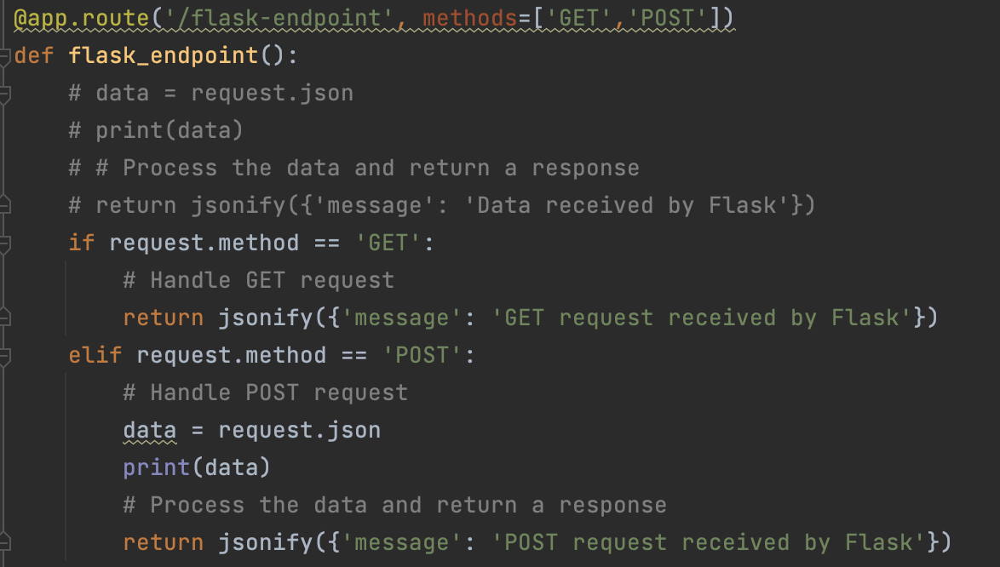 @app.route('/flask-endpoint', methods=['GET','POST'])
def flask_endpoint():
    # data = request.json
    # print(data)
    # # Process the data and return a response
    # return jsonify({'message': 'Data received by Flask'})
    if request.method == 'GET':
        # Handle GET request
        return jsonify({'message': 'GET request received by Flask'})
    elif request.method == 'POST':
        # Handle POST request
        data = request.json
        print(data)
        # Process the data and return a response
        return jsonify({'message': 'POST request received by Flask'})